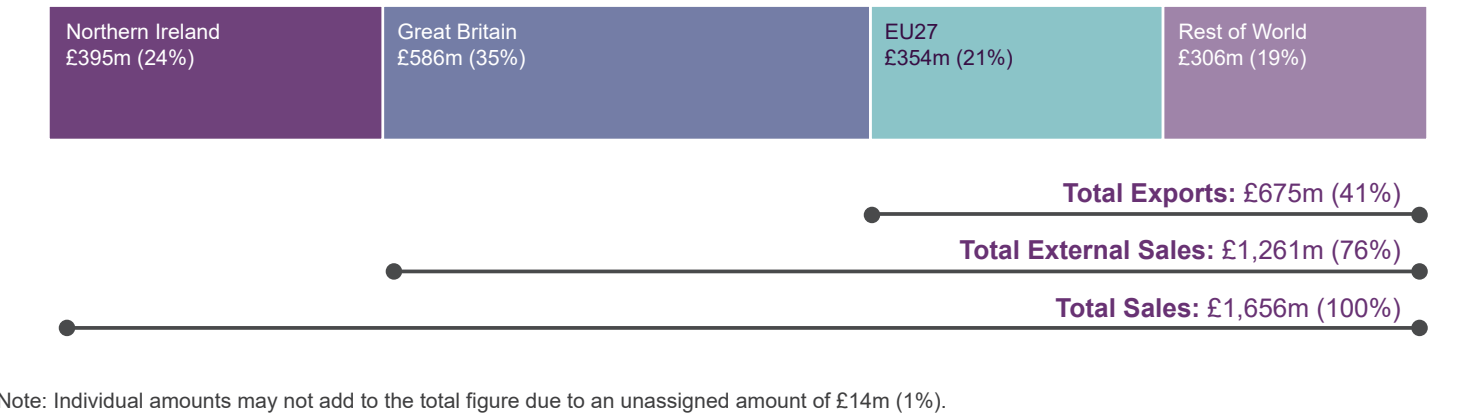 Northern Ireland
£395m (24%)
Great Britain
£586m (35%)
EU27
£354m (21%)
Rest of World
£306m (19%)
Total Exports: £675m (41%)
Total External Sales: £1,261m (76%)
Total Sales: £1,656m (100%)
Note: Individual amounts may not add to the total figure due to an unassigned amount of £14m (1%).